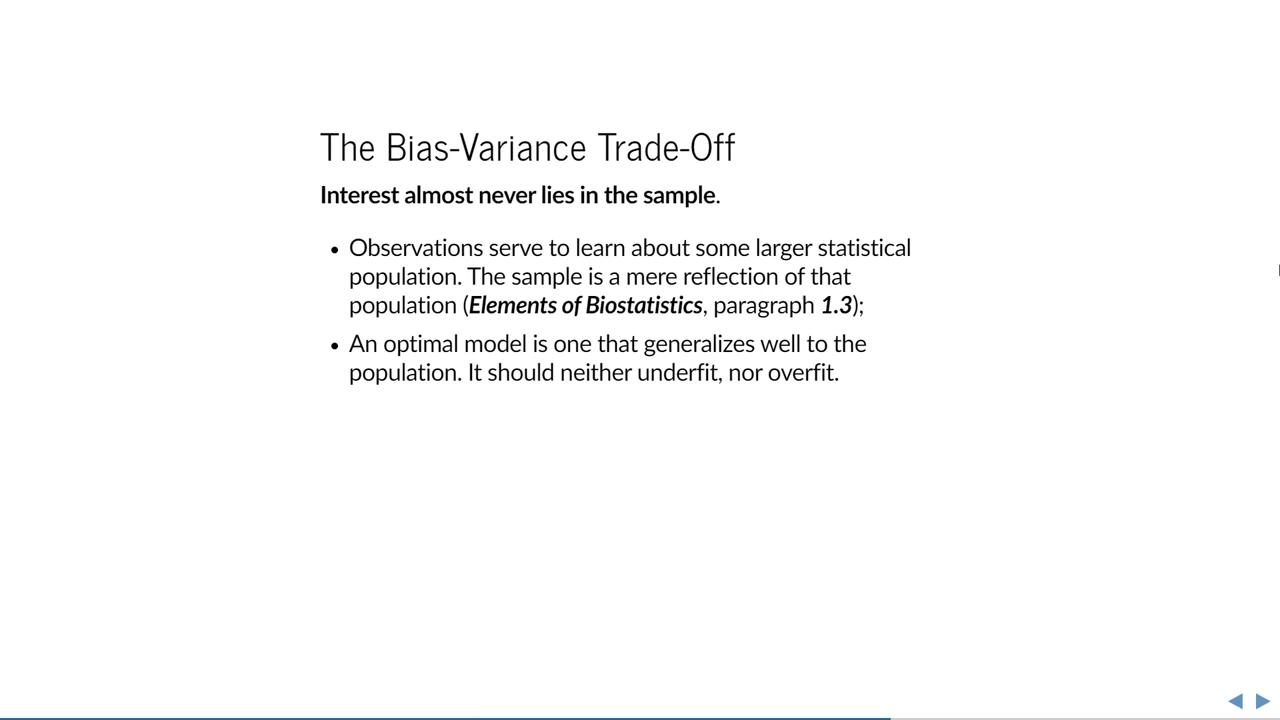 The Bias-Variance Trade-Off
Interest almost never lies in the sample.
• Observations serve to learn about some larger statistical
population. The sample is a mere reflection of that
population (Elements of Biostatistics, paragraph 1.3);
• An optimal model is one that generalizes well to the
population. It should neither underfit, nor overfit.